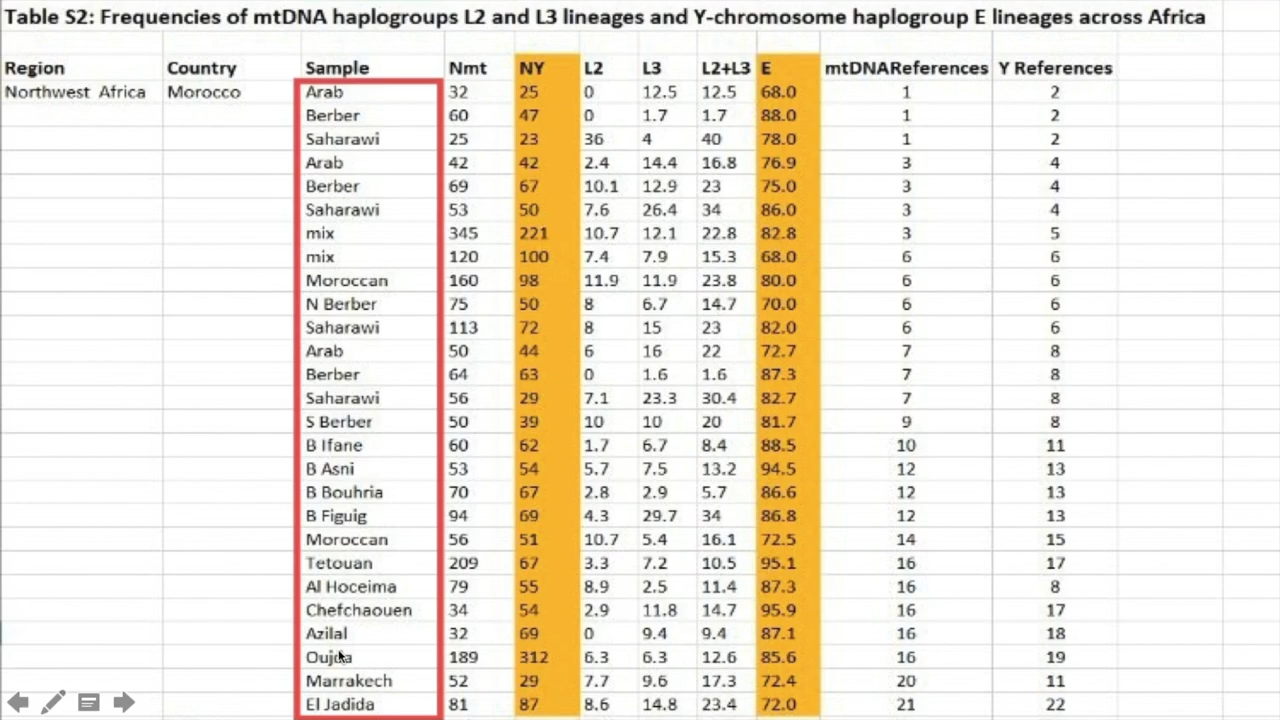 Table S2: Frequencies of mtDNA haplogroups L2 and L3 lineages and Y-chromosome haplogroup E lineages across Africa
Region Country Sample Nmt NY L2 L3 L2+L3 E mtDNAReferences Y References
Northwest Africa Morocco Arab 32 25 0 12.5 12.5 68.0 1 2
Berber 60 47 0 1.7 1.7 88.0 1 2
Saharawi 25 23 36 4 40 78.0 1 2
Arab 42 42 2.4 14.4 16.8 76.9 3 4
Berber 69 67 10.1 12.9 23 75.0 3 4
Saharawi 53 50 7.6 26.4 34 86.0 3 4
mix 345 221 10.7 12.1 22.8 82.8 3 5
mix 120 100 7.4 7.9 15.3 68.0 6 6
Moroccan 160 98 11.9 11.9 23.8 80.0 6 6
N Berber 75 50 8 6.7 14.7 70.0 6 6
Saharawi 113 72 8 15 23 82.0 6 6
Arab 50 44 6 16 22 72.7 7 8
Berber 64 63 0 1.6 1.6 87.3 7 8
Saharawi 56 29 7.1 23.3 30.4 82.7 7 8
S Berber 50 39 10 10 20 81.7 9 8
B Ifane 60 62 1.7 6.7 8.4 88.5 10 11
B Asni 53 54 5.7 7.5 13.2 94.5 12 13
B Bouhria 70 67 2.8 2.9 5.7 86.6 12 13
B Figuig 94 69 4.3 29.7 34 86.8 12 13
Moroccan 56 51 10.7 5.4 16.1 72.5 14 15
Tetouan 209 67 3.3 7.2 10.5 95.1 16 17
Al Hoceima 79 55 8.9 2.5 11.4 87.3 16 8
Chefchaouen 34 54 2.9 11.8 14.7 95.9 16 17
Azilal 32 69 0 9.4 9.4 87.1 16 18
Oujda 189 312 6.3 6.3 12.6 85.6 16 19
Marrakech 52 29 7.7 9.6 17.3 72.4 20 11
El Jadida 81 87 8.6 14.8 23.4 72.0 21 22